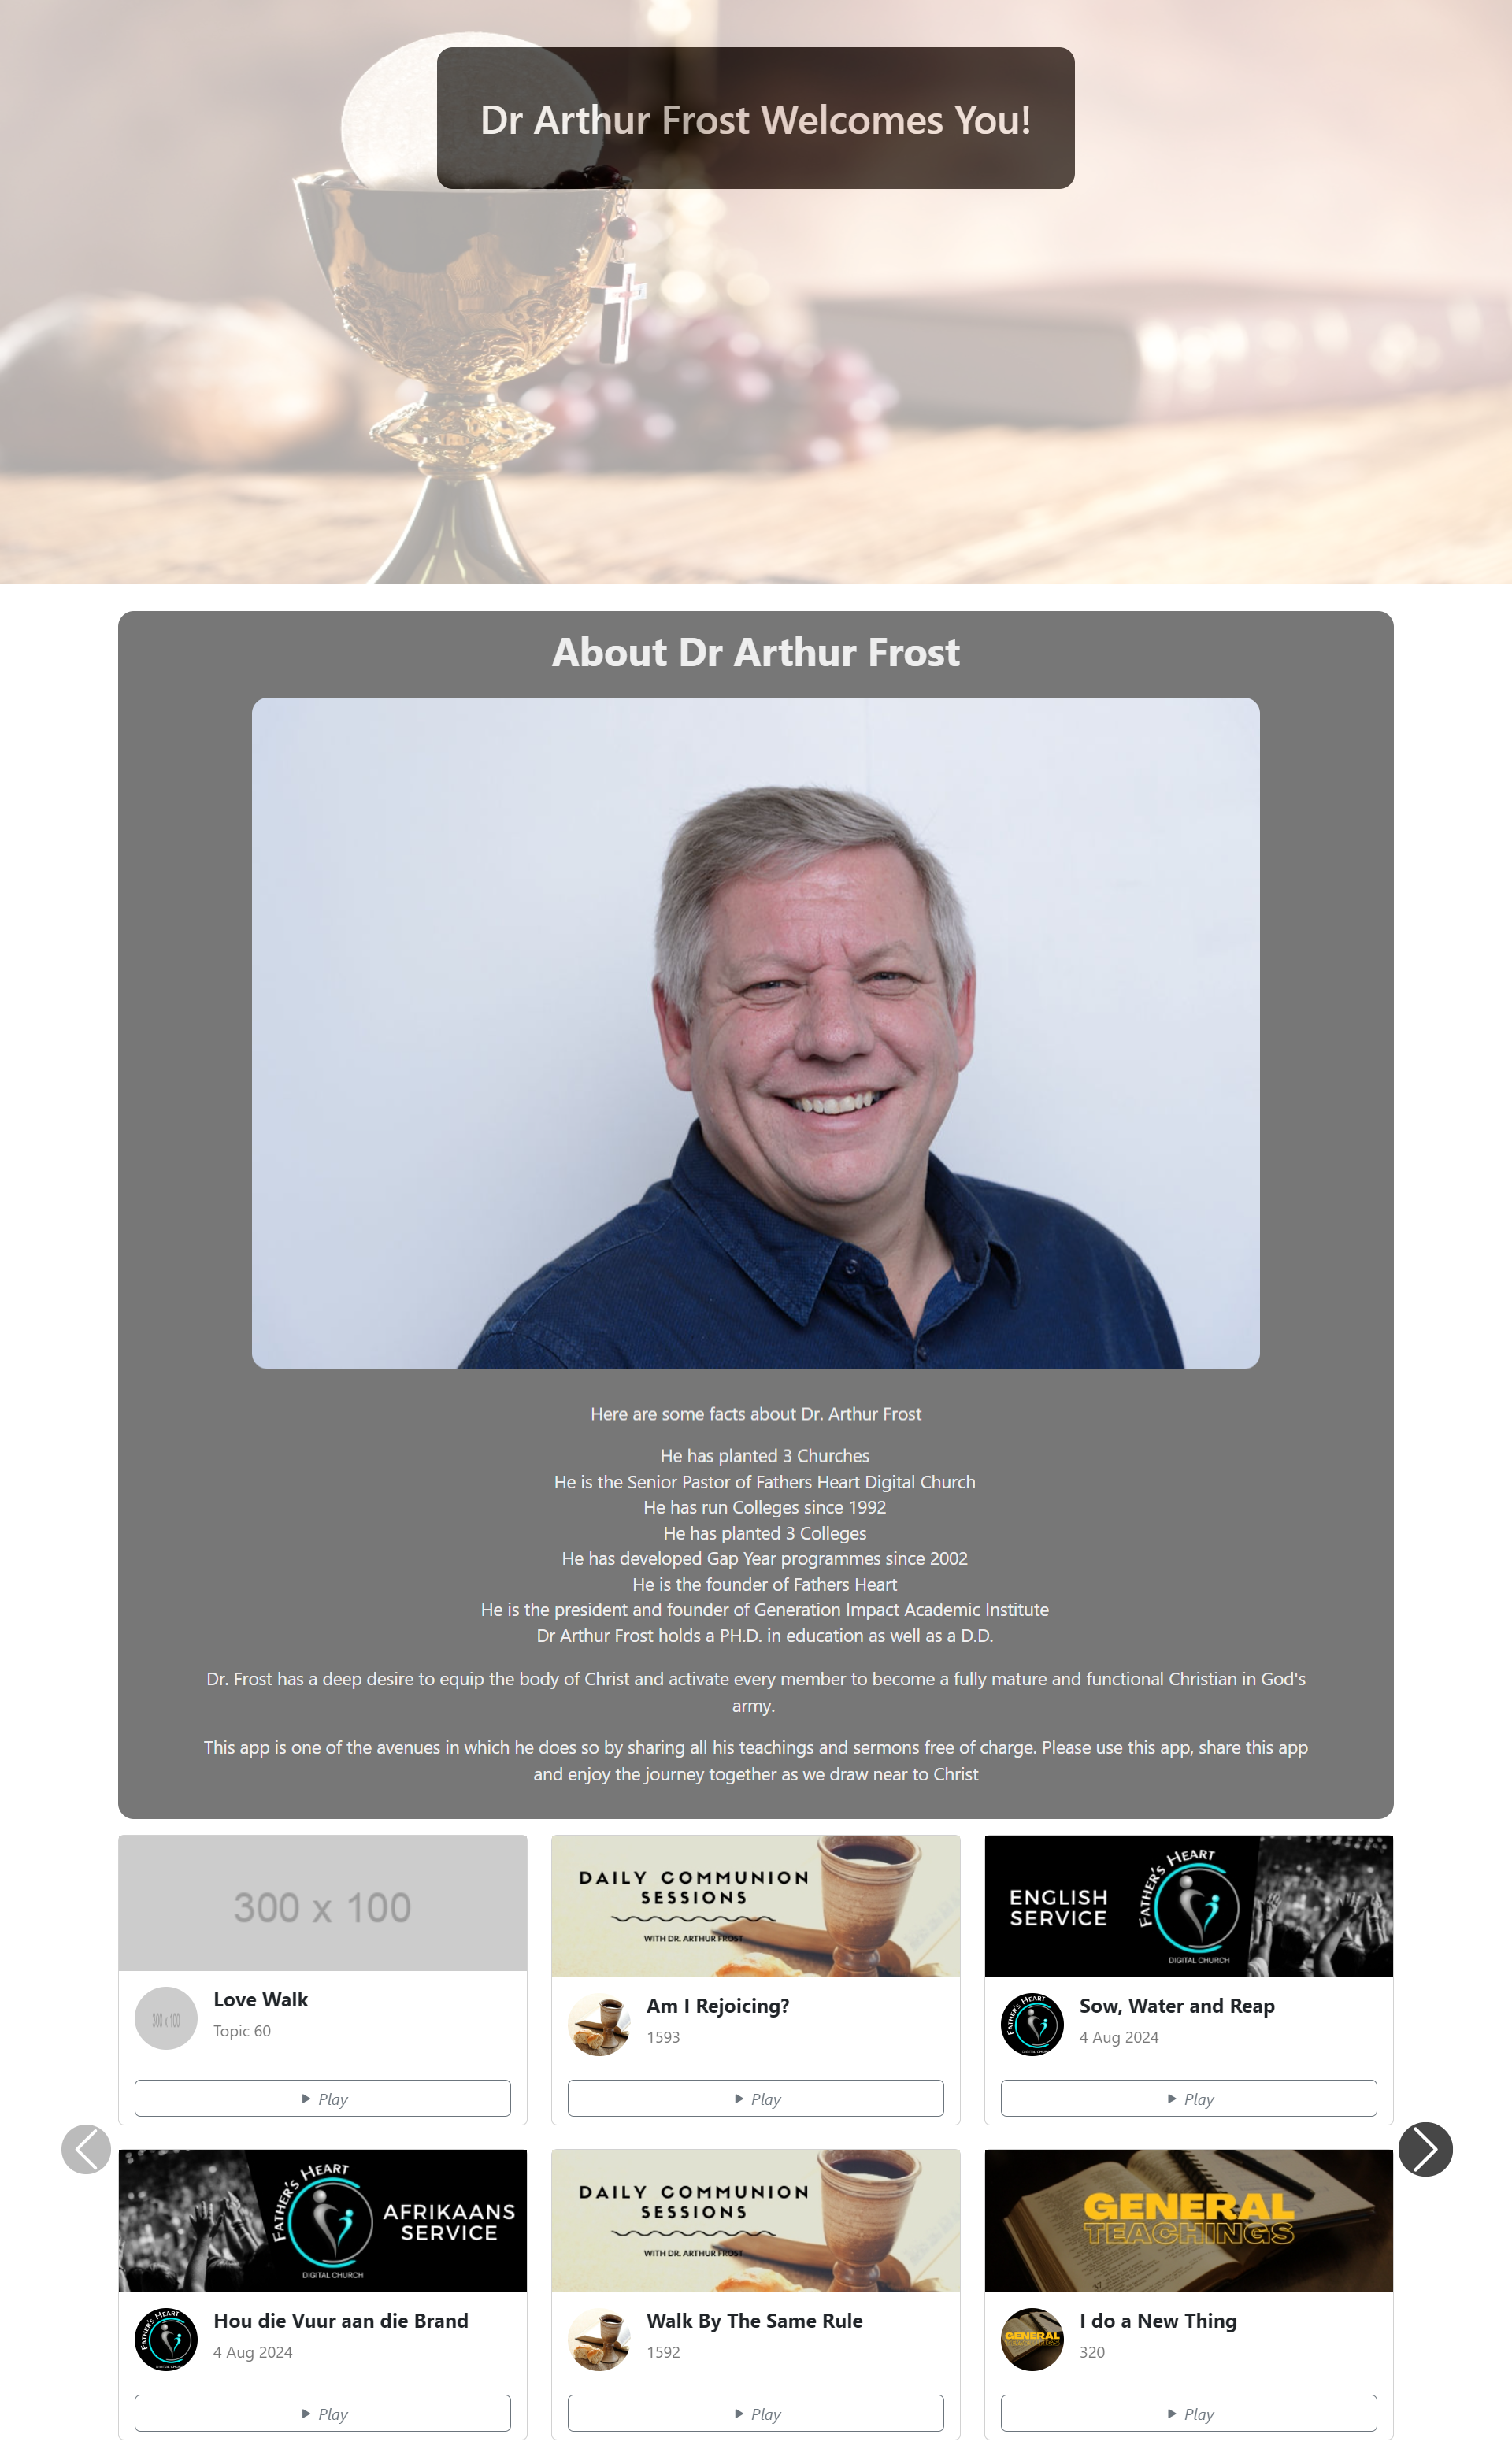 Dr Arthur Frost Welcomes You!
About Dr Arthur Frost
Here are some facts about Dr. Arthur Frost
He has planted 3 Churches
He is the Senior Pastor of Fathers Heart Digital Church
He has run Colleges since 1992
He has planted 3 Colleges
He has developed Gap Year programmes since 2002
He is the founder of Fathers Heart
He is the president and founder of Generation Impact Academic Institute
Dr Arthur Frost holds a PH.D. in education as well as a D.D.
Dr. Frost has a deep desire to equip the body of Christ and activate every member to become a fully mature and functional Christian in God's
army.
This app is one of the avenues in which he does so by sharing all his teachings and sermons free of charge. Please use this app, share this app
and enjoy the journey together as we draw near to Christ
300 x 100
300 x 100
Love Walk
Topic 60
Play
DAILY COMMUNION
SESSIONS
WITH DR. ARTHUR FROST
Am I Rejoicing?
1593
Play
ENGLISH
SERVICE
FATHER'S HEART
DIGITAL CHURCH
FATHER'S HEART
DIGITAL CHURCH
Sow, Water and Reap
4 Aug 2024
Play
FATHER'S HEART
DIGITAL CHURCH
AFRIKAANS
SERVICE
FATHER'S HEART
DIGITAL CHURCH
Hou die Vuur aan die Brand
4 Aug 2024
Play
DAILY COMMUNION
SESSIONS
WITH DR. ARTHUR FROST
Walk By The Same Rule
1592
Play
GENERAL
TEACHINGS
GENERAL
I do a New Thing
320
Play